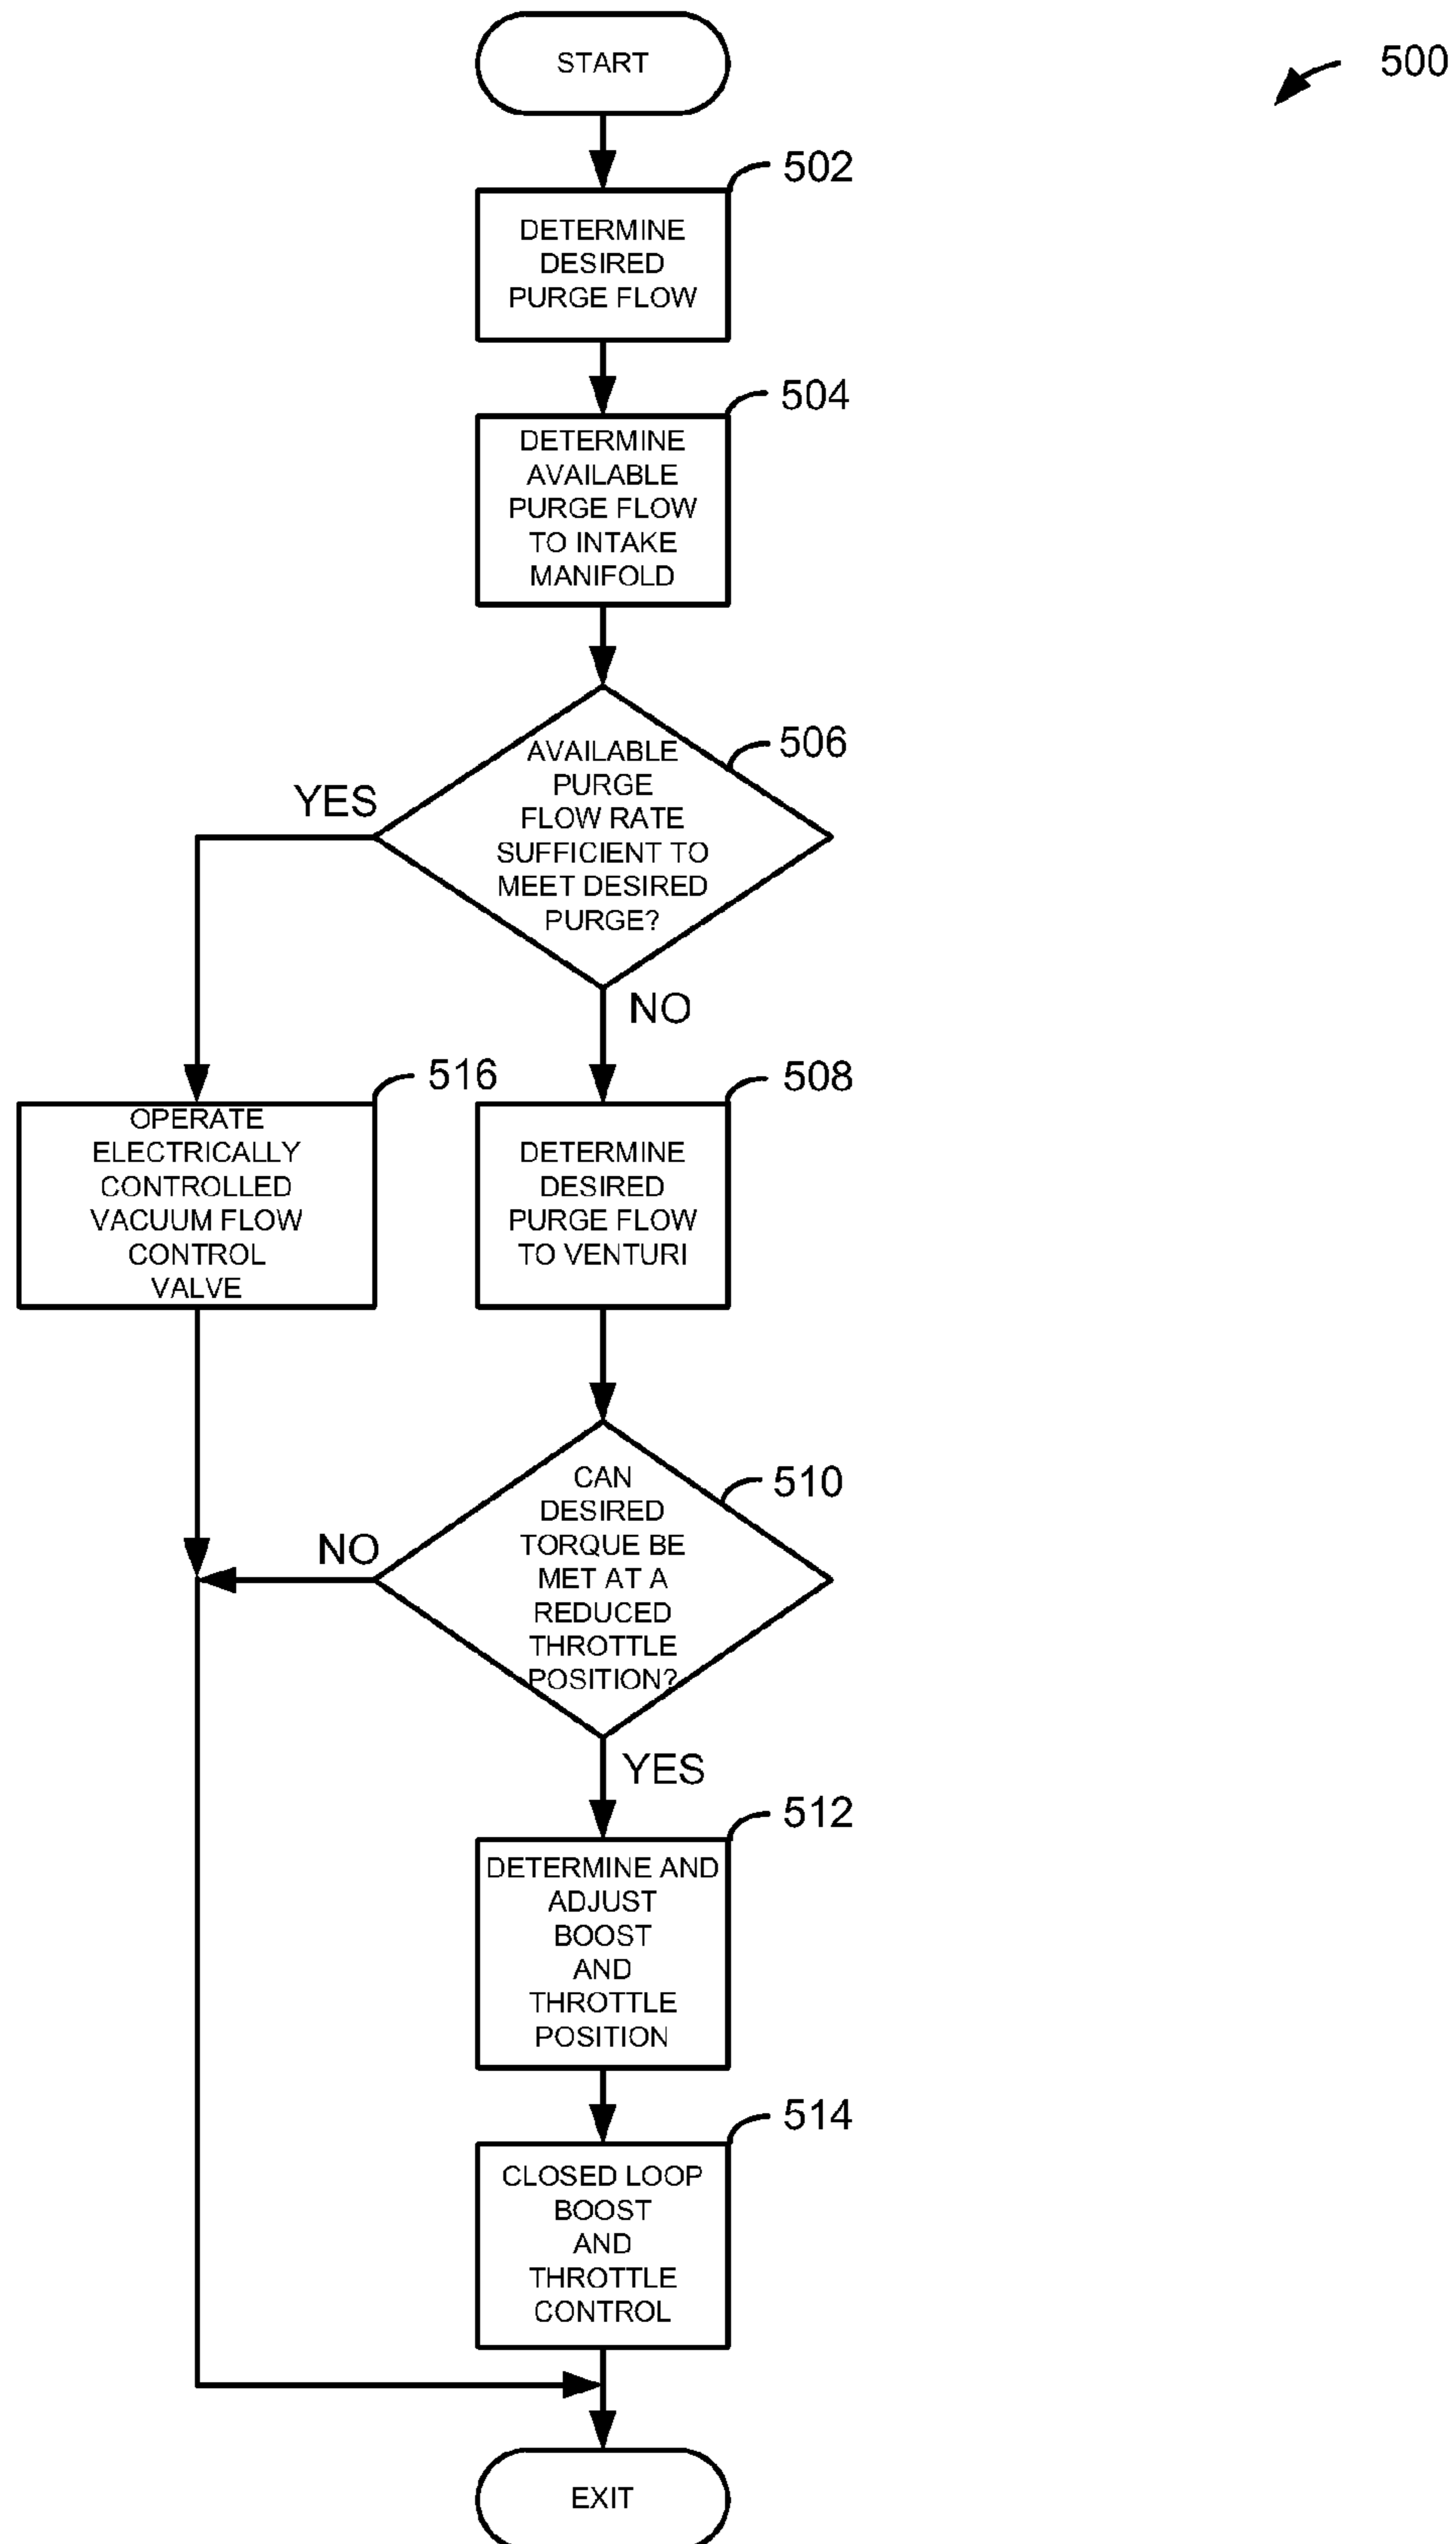 START
500
502
DETERMINE
DESIRED
PURGE FLOW
504
DETERMINE
AVAILABLE
PURGE FLOW
TO INTAKE
MANIFOLD
506
AVAILABLE
PURGE
FLOW RATE
SUFFICIENT TO
MEET DESIRED
PURGE?
YES
NO
516
OPERATE
ELECTRICALLY
CONTROLLED
VACUUM FLOW
CONTROL
VALVE
508
DETERMINE
DESIRED
PURGE FLOW
TO VENTURI
510
CAN
DESIRED
TORQUE BE
MET AT A
REDUCED
THROTTLE
POSITION?
NO
YES
512
DETERMINE AND
ADJUST
BOOST
AND
THROTTLE
POSITION
514
CLOSED LOOP
BOOST
AND
THROTTLE
CONTROL
EXIT